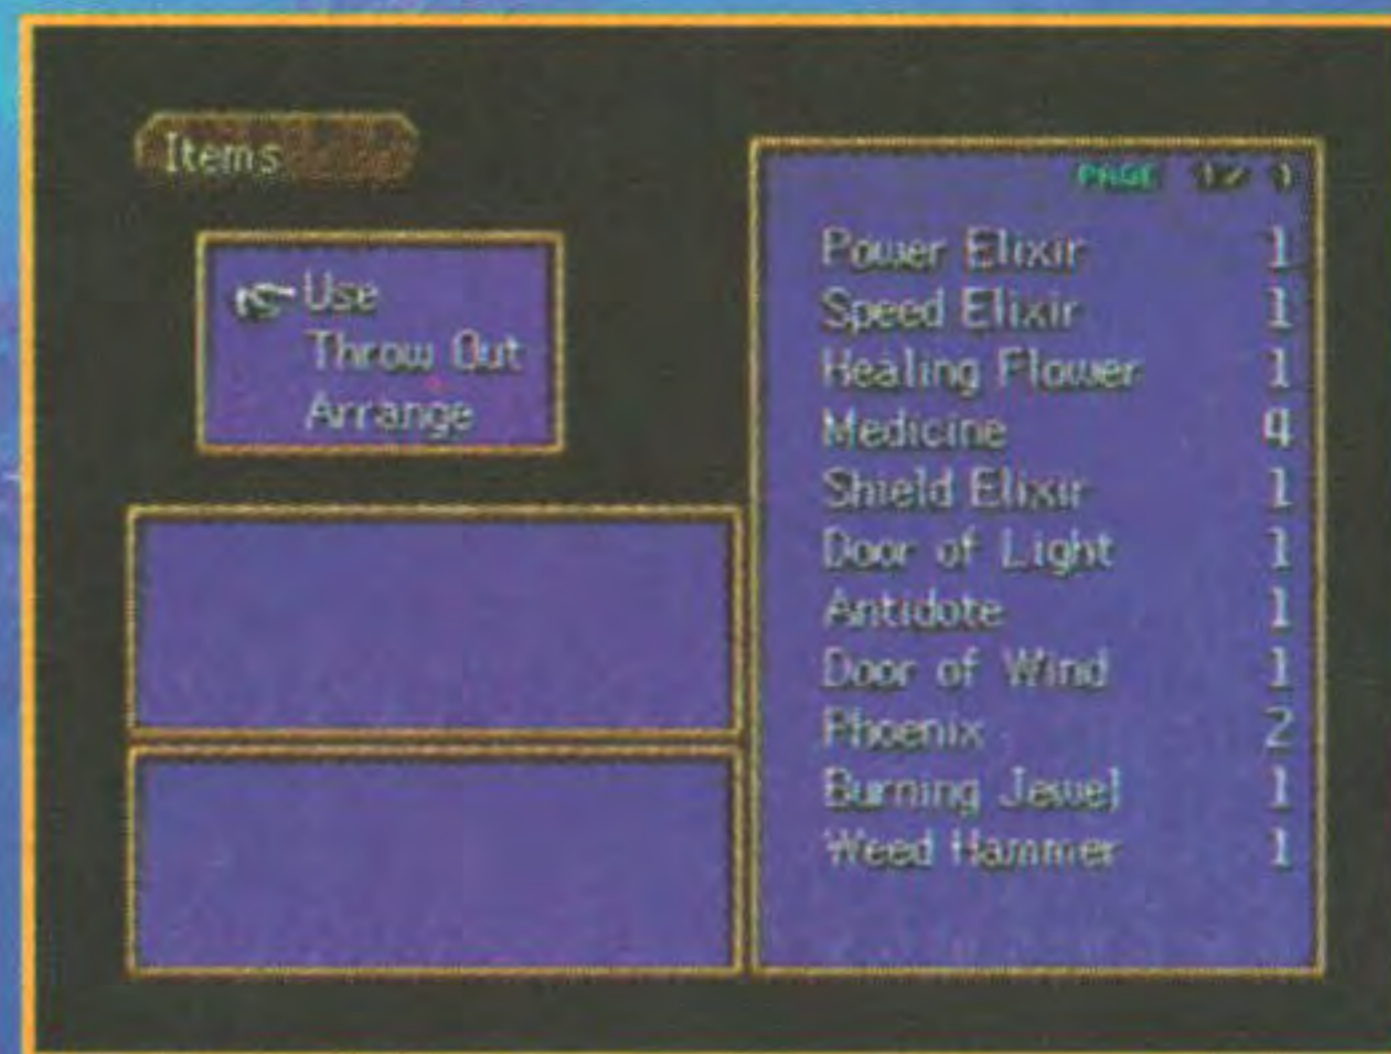 Items
Use
Throw Out
Arrange
PAGE 1/ 1
Power Elixir 1
Speed Elixir 1
Healing Flower 1
Medicine 4
Shield Elixir 1
Door of Light 1
Antidote 1
Door of Wind 1
Phoenix 2
Burning Jewel 1
Weed Hammer 1